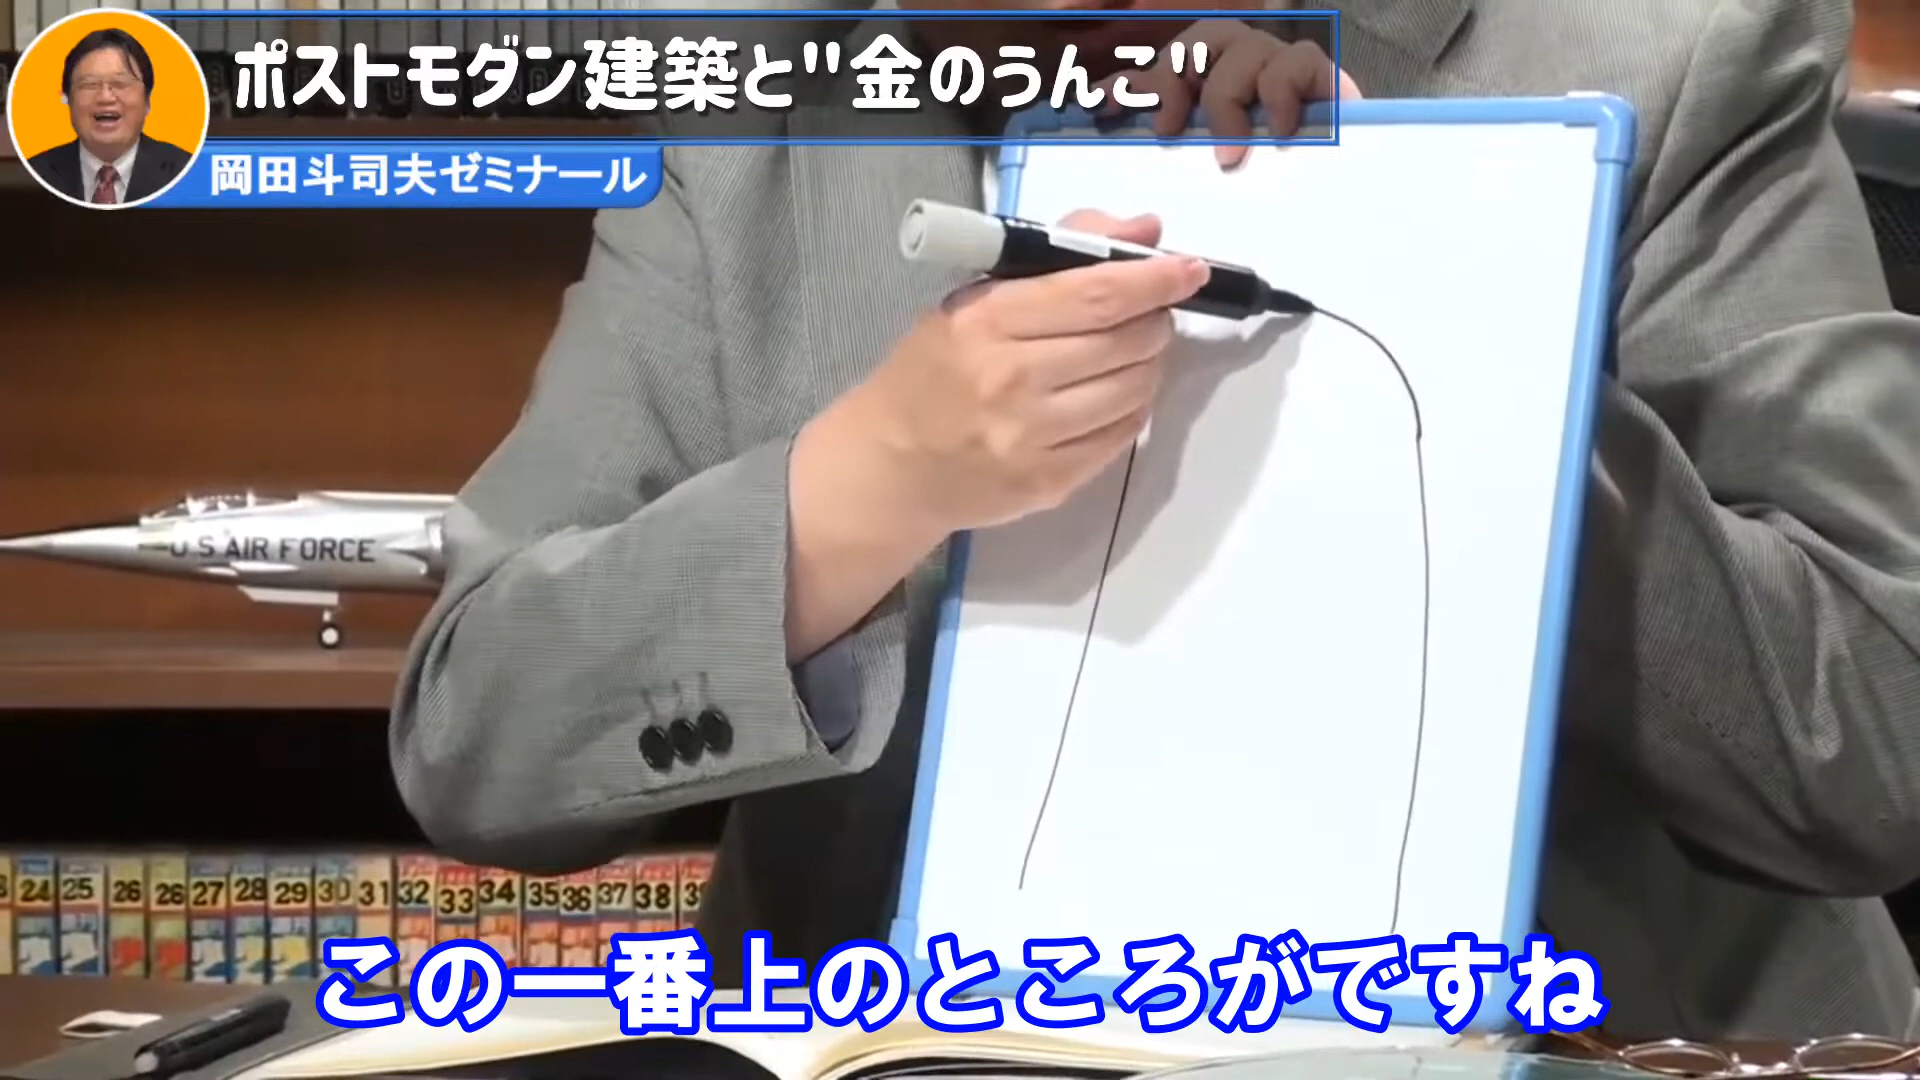 ポストモダン建築と"金のうんこ"
岡田斗司夫ゼミナール
U S AIR FORCE
24 25 26 26 27 28 29 30 31 32 33 34 35 36 37 38
この一番上のところがですね